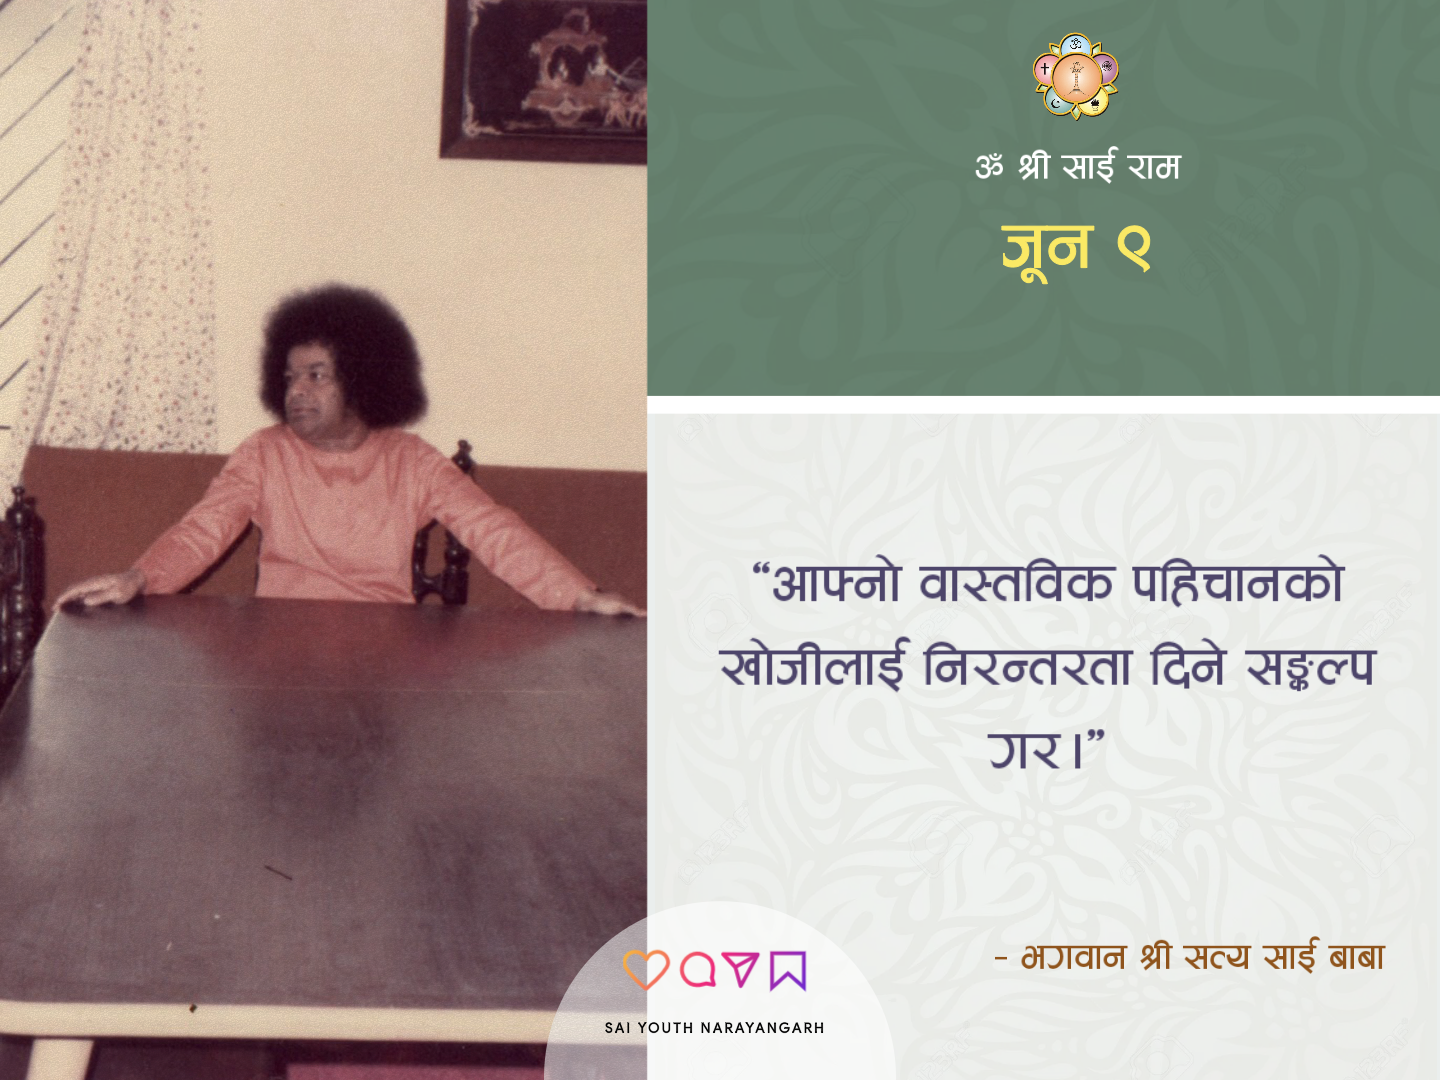 ॐ श्री साई राम
जून ९
“आफ्नो वास्तविक पहिचानको
खोजीलाई निरन्तरता दिने सङ्कल्प
गर।”
- भगवान श्री सत्य साई बाबा
SAI YOUTH NARAYANGARH